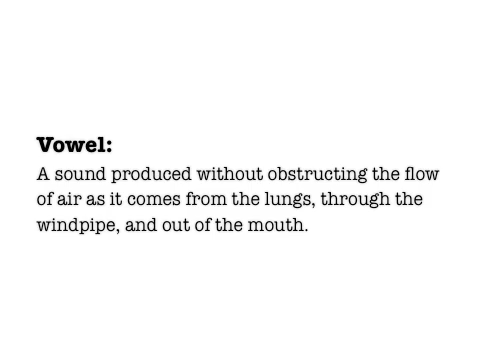 Vowel:
A sound produced without obstructing the flow
of air as it comes from the lungs, through the
windpipe, and out of the mouth.